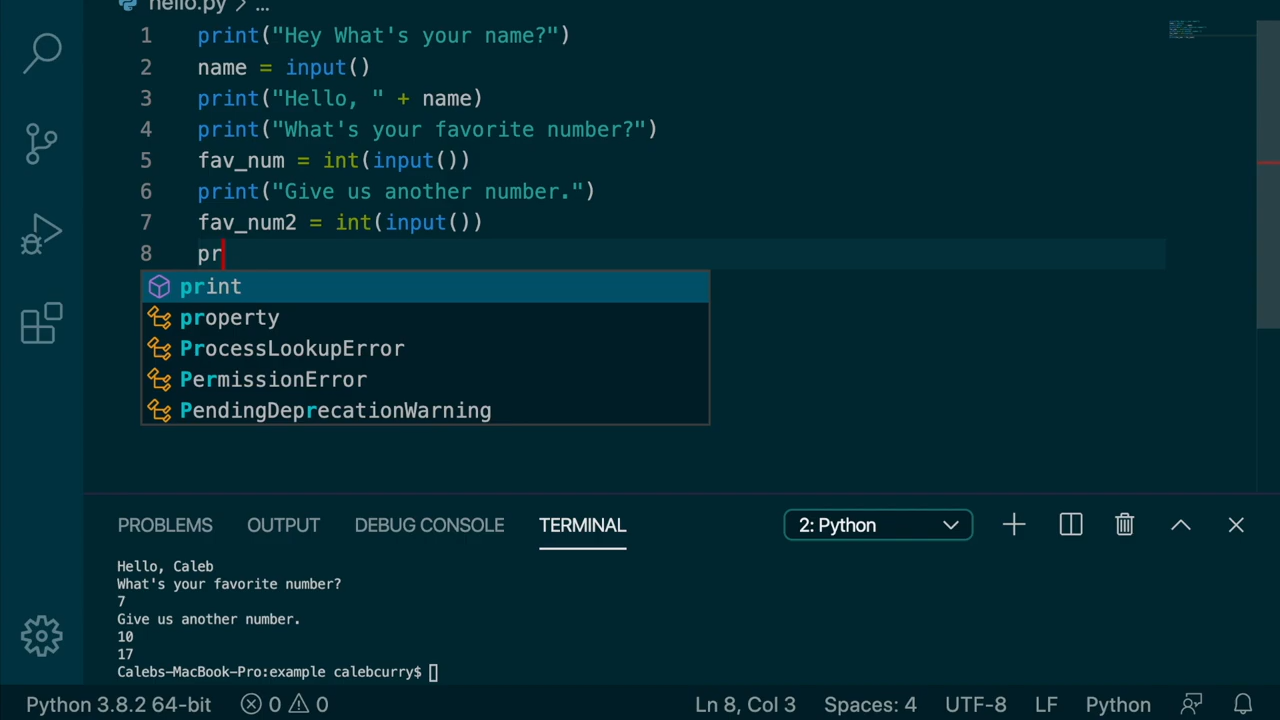 hello.py > ...
1 print("Hey What's your name?")
2 name = input()
3 print("Hello, " + name)
4 print("What's your favorite number?")
5 fav_num = int(input())
6 print("Give us another number.")
7 fav_num2 = int(input())
8 pr
print
property
ProcessLookupError
PermissionError
PendingDeprecationWarning
PROBLEMS OUTPUT DEBUG CONSOLE TERMINAL 2: Python
Hello, Caleb
What's your favorite number?
7
Give us another number.
10
17
Calebs-MacBook-Pro:example calebcurry$
Python 3.8.2 64-bit 0 0 Ln 8, Col 3 Spaces: 4 UTF-8 LF Python